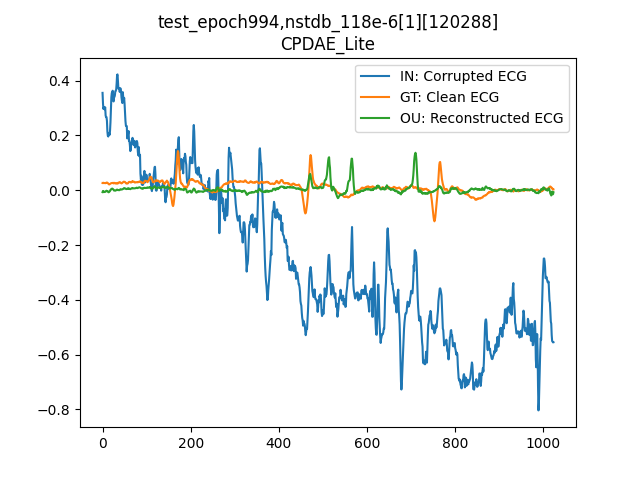 test_epoch994,nstdb_118e-6[1][120288]
CPDAE_Lite
IN: Corrupted ECG
GT: Clean ECG
OU: Reconstructed ECG
0.4
0.2
0.0
−0.2
−0.4
−0.6
−0.8
0 200 400 600 800 1000